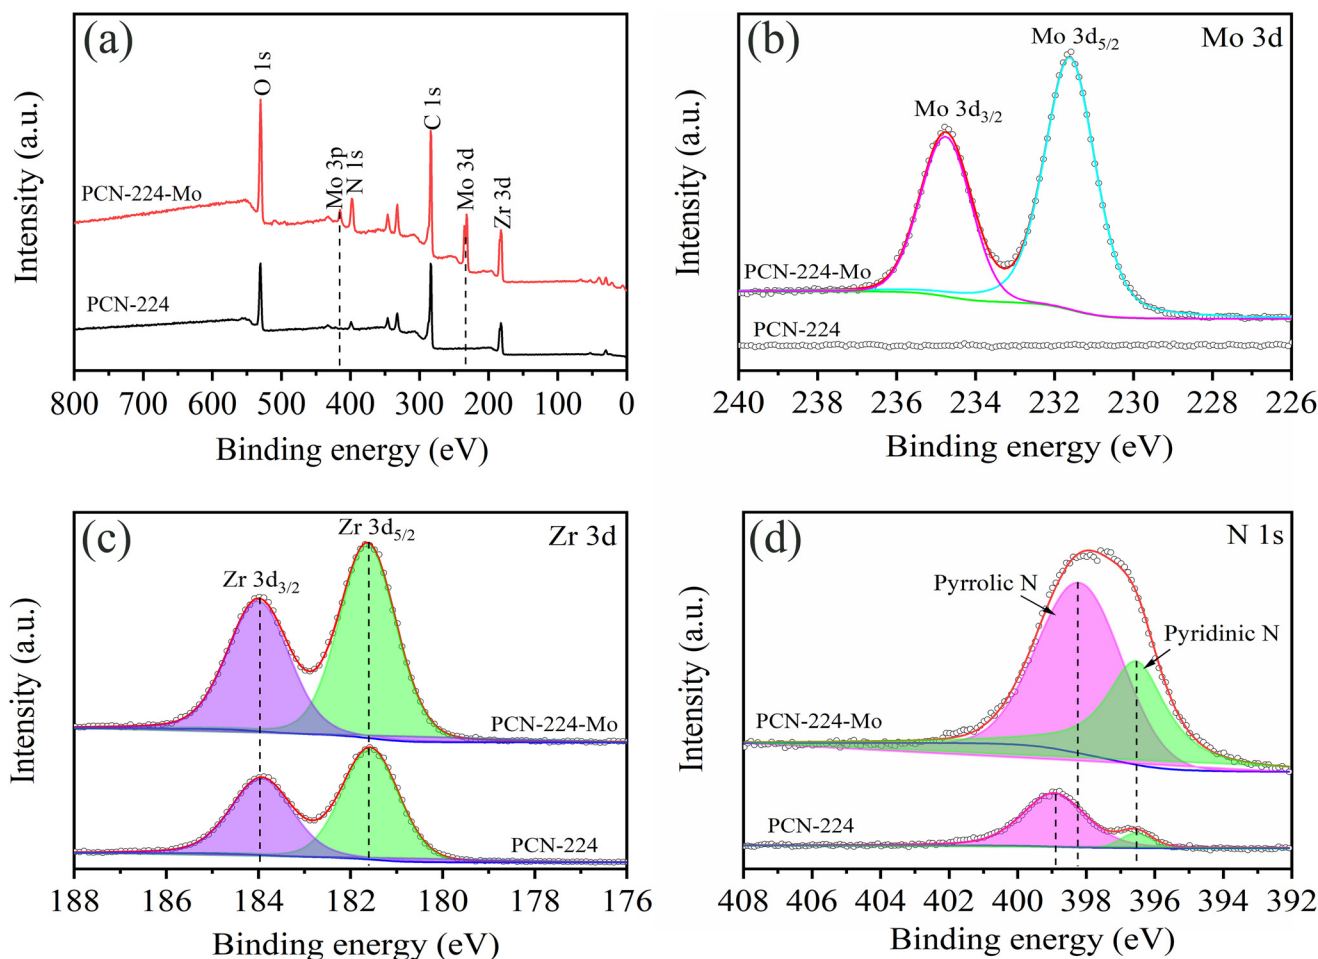 (a)
O 1s
Mo 3p
N 1s
C 1s
Mo 3d
Zr 3d
PCN-224-Mo
PCN-224
Intensity (a.u.)
800 700 600 500 400 300 200 100 0
Binding energy (eV)
(b)
Mo 3d5/2
Mo 3d
Mo 3d3/2
PCN-224-Mo
PCN-224
Intensity (a.u.)
240 238 236 234 232 230 228 226
Binding energy (eV)
(c)
Zr 3d5/2
Zr 3d
Zr 3d3/2
PCN-224-Mo
PCN-224
Intensity (a.u.)
188 186 184 182 180 178 176
Binding energy (eV)
(d)
N 1s
Pyrrolic N
Pyridinic N
PCN-224-Mo
PCN-224
Intensity (a.u.)
408 406 404 402 400 398 396 394 392
Binding energy (eV)